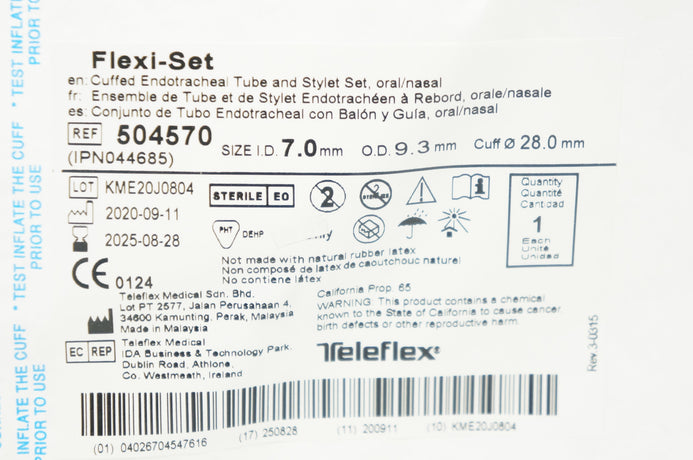 Flexi-Set
en: Cuffed Endotracheal Tube and Stylet Set, oral/nasal
fr: Ensemble de Tube et de Stylet Endotrachéen à Rebord, orale/nasale
es: Conjunto de Tubo Endotracheal con Balón y Guía, oral/nasal
REF 504570 SIZE I.D. 7.0 mm O.D. 9.3 mm Cuff Ø 28.0 mm
(IPN044685)
LOT KME20J0804
STERILE EO
2
2020-09-11
2025-08-28
PHT DEHP
Quantity
Quantité
Cantidad
1
Each
Unité
Unidad
CE 0124
Not made with natural rubber latex
Non composé de latex de caoutchouc naturel
No contiene látex
Teleflex Medical Sdn. Bhd.
Lot PT 2577, Jalan Perusahaan 4,
34600 Kamunting, Perak, Malaysia
Made in Malaysia
California Prop. 65
WARNING: This product contains a chemical
known to the State of California to cause cancer,
birth defects or other reproductive harm.
EC REP
Teleflex Medical
IDA Business & Technology Park,
Dublin Road, Athlone,
Co. Westmeath, Ireland
Teleflex®
Rev. 3-0315
(01) 04026704547616 (17) 250828 (11) 200911 (10) KME20J0804
* TEST INFLATE THE CUFF
PRIOR TO USE
* TEST INFLATE THE CUFF
PRIOR TO USE